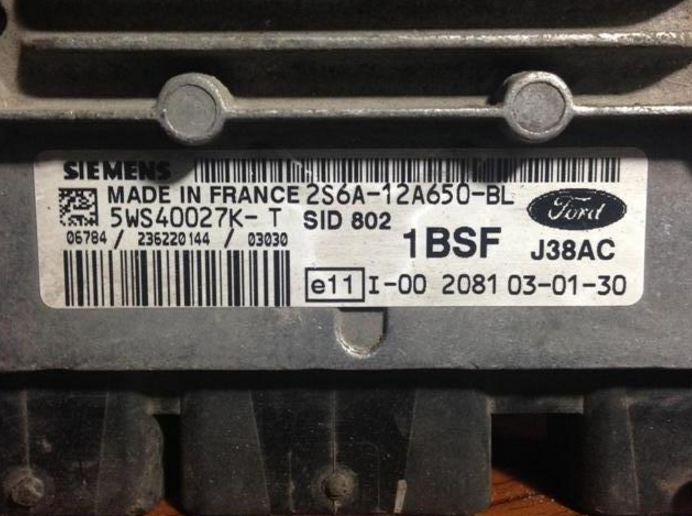 SIEMENS
MADE IN FRANCE 2S6A-12A650-BL
5WS40027K-T SID 802
Ford
06784 / 236220144 / 03030
1BSF J38AC
e11 I-00 2081 03-01-30